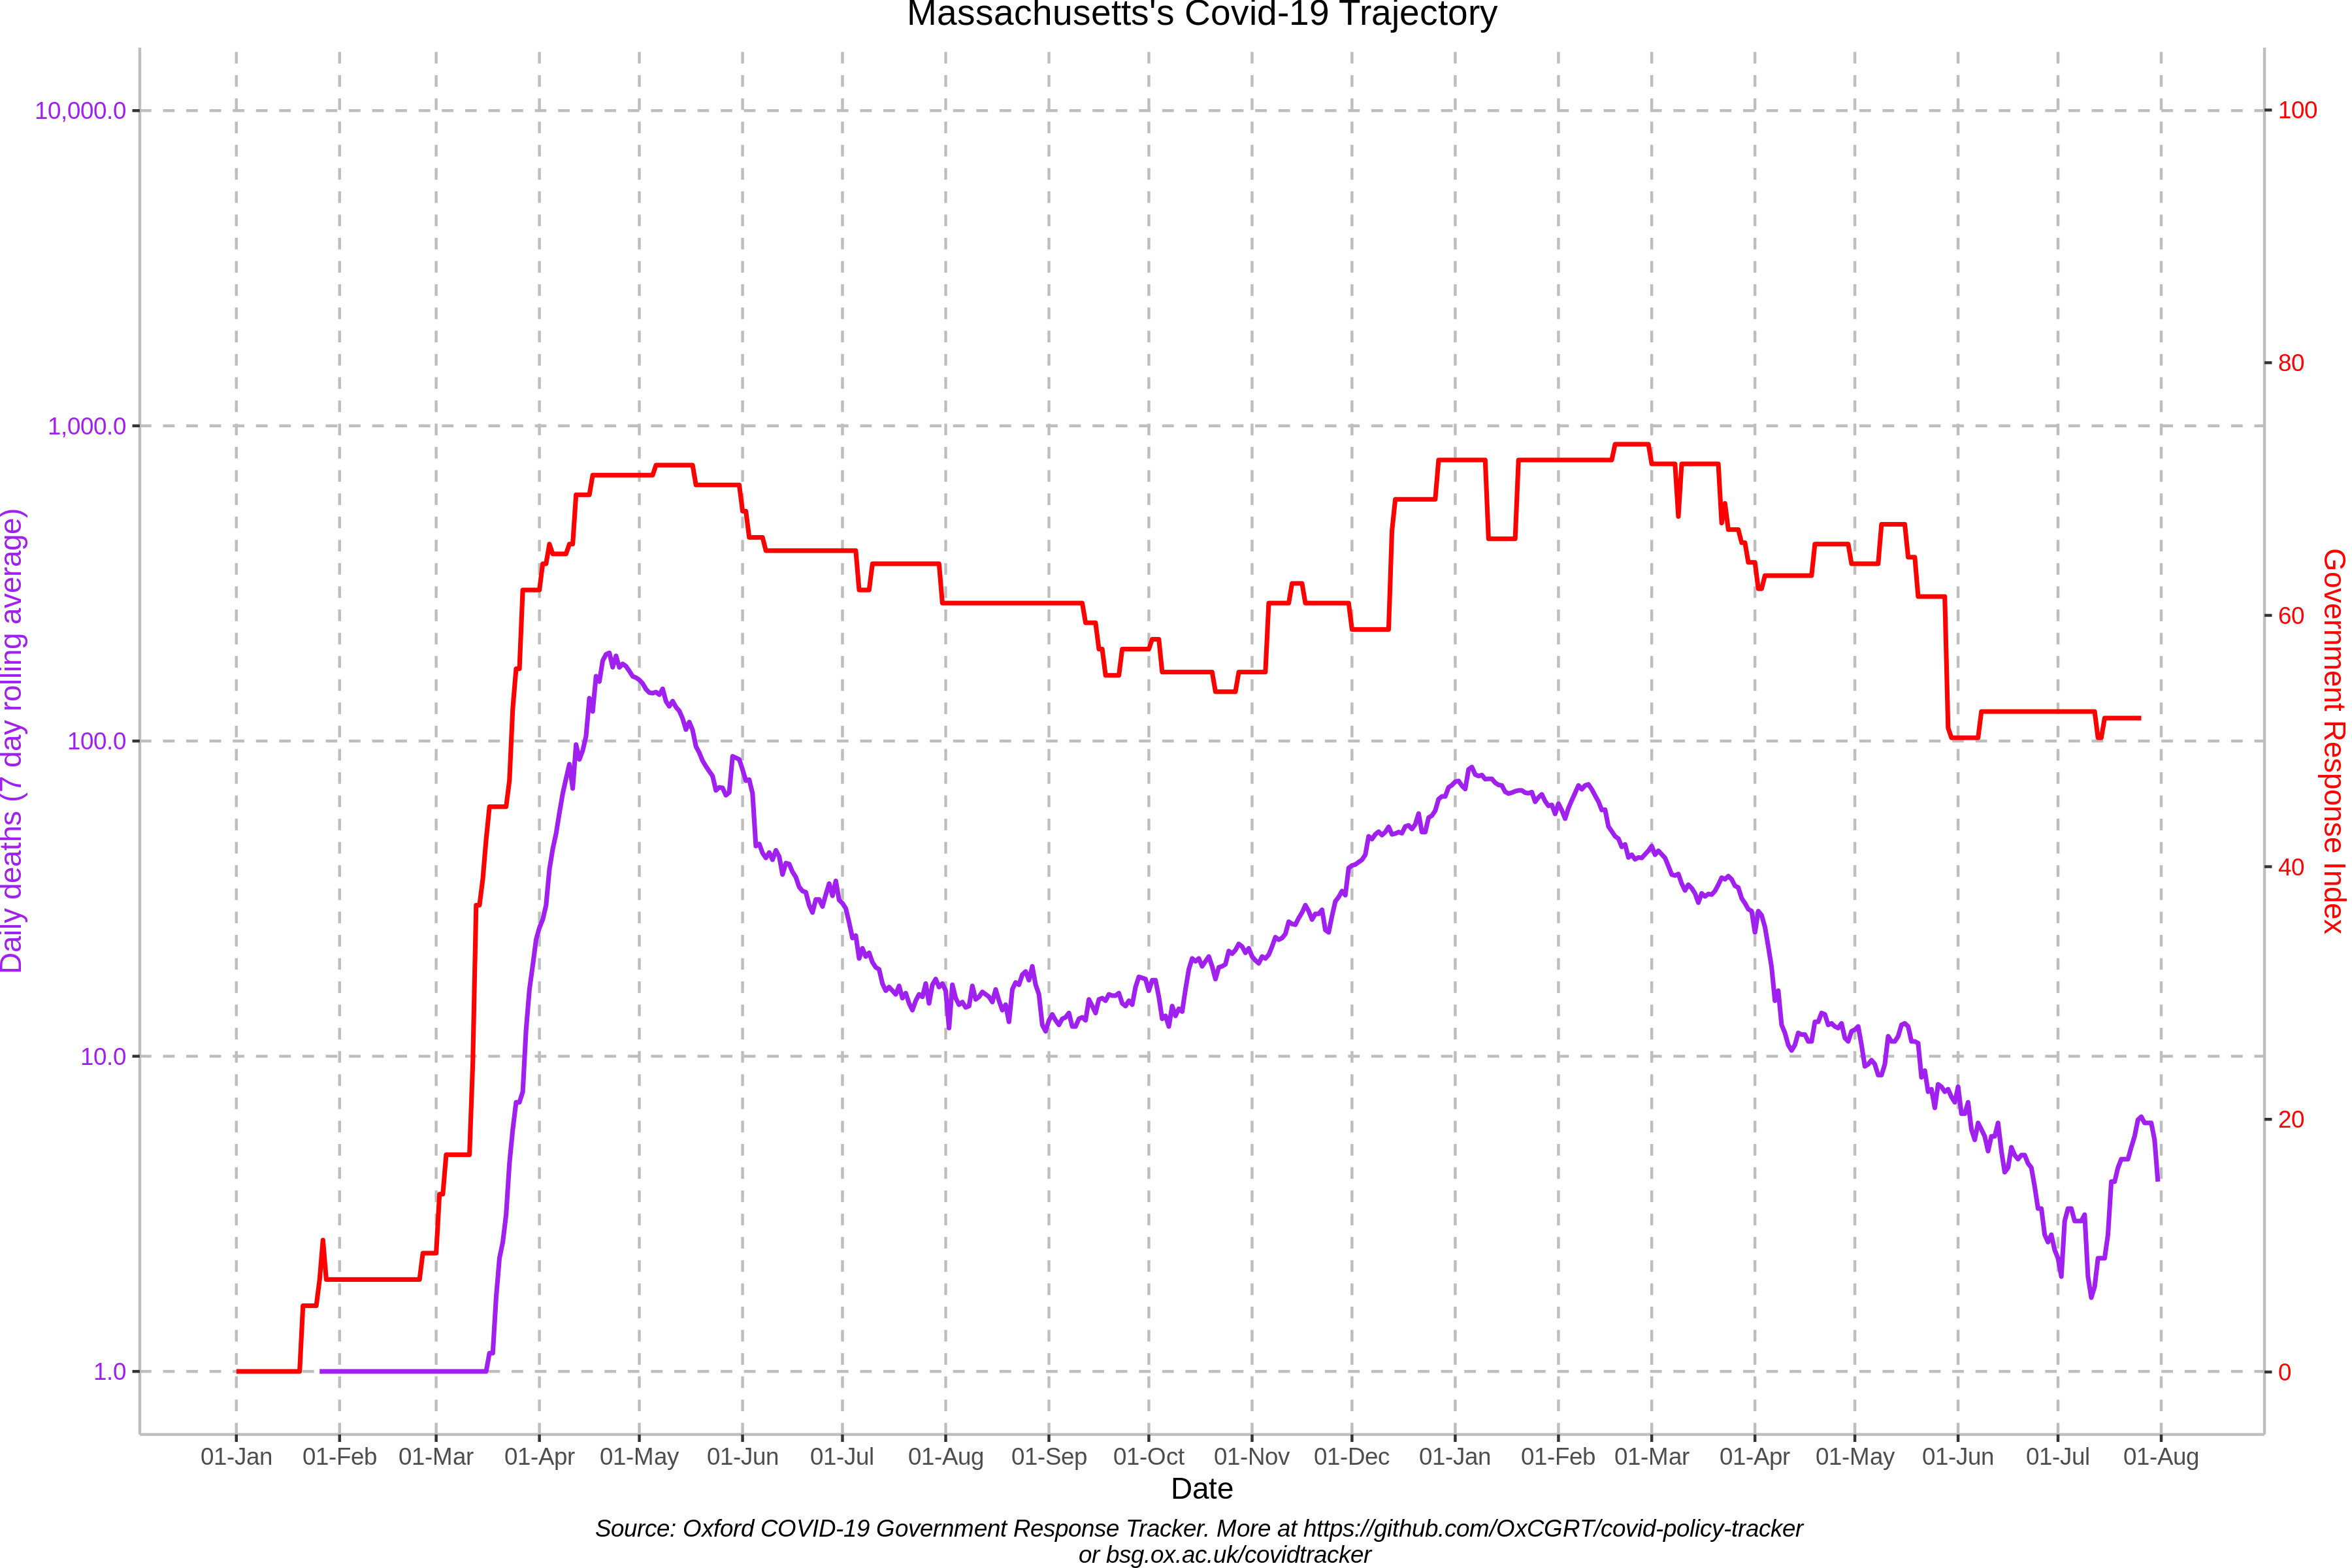 Massachusetts's Covid-19 Trajectory
10,000.0
1,000.0
100.0
10.0
1.0
Daily deaths (7 day rolling average)
100
80
60
40
20
0
Government Response Index
01-Jan 01-Feb 01-Mar 01-Apr 01-May 01-Jun 01-Jul 01-Aug 01-Sep 01-Oct 01-Nov 01-Dec 01-Jan 01-Feb 01-Mar 01-Apr 01-May 01-Jun 01-Jul 01-Aug
Date
Source: Oxford COVID-19 Government Response Tracker. More at https://github.com/OxCGRT/covid-policy-tracker
or bsg.ox.ac.uk/covidtracker